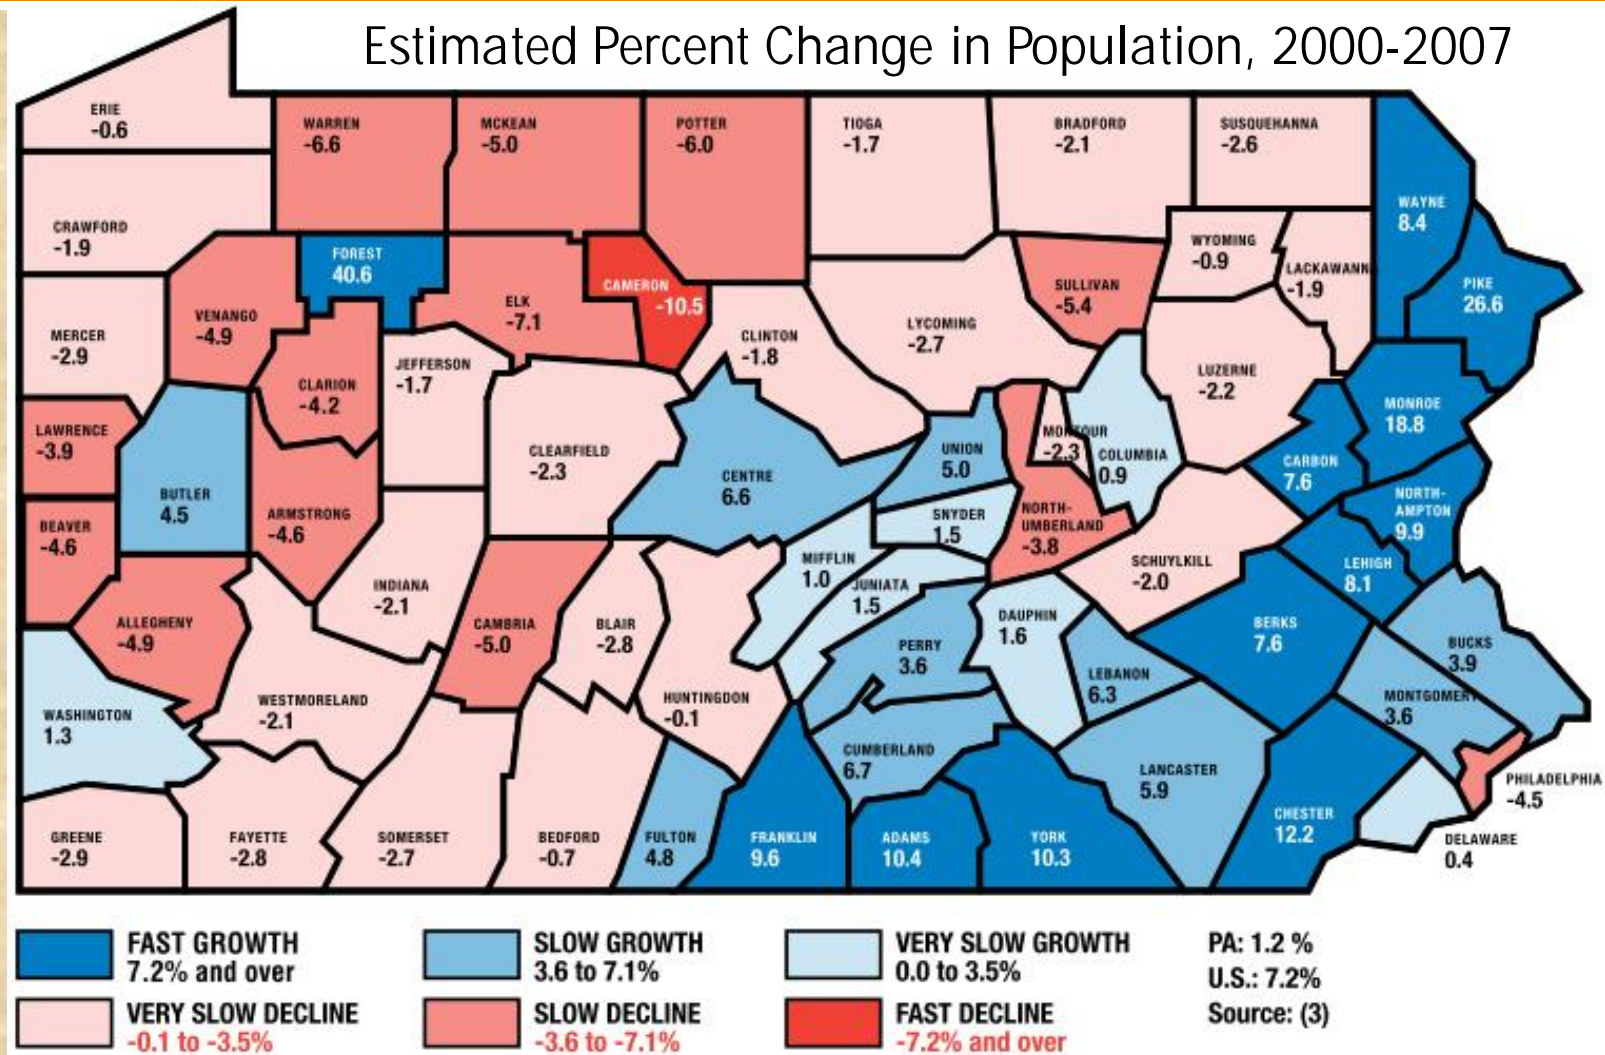 Estimated Percent Change in Population, 2000-2007
ERIE
-0.6
WARREN
-6.6
MCKEAN
-5.0
POTTER
-6.0
TIOGA
-1.7
BRADFORD
-2.1
SUSQUEHANNA
-2.6
WAYNE
8.4
CRAWFORD
-1.9
FOREST
40.6
CAMERON
-10.5
ELK
-7.1
SULLIVAN
-5.4
WYOMING
-0.9
LACKAWANN
-1.9
PIKE
26.6
MERCER
-2.9
VENANGO
-4.9
JEFFERSON
-1.7
CLINTON
-1.8
LYCOMING
-2.7
LUZERNE
-2.2
CLARION
-4.2
MONROE
18.8
LAWRENCE
-3.9
CLEARFIELD
-2.3
CENTRE
6.6
UNION
5.0
MONTOUR
-2.3
COLUMBIA
0.9
CARBON
7.6
BUTLER
4.5
ARMSTRONG
-4.6
SNYDER
1.5
NORTH-
UMBERLAND
-3.8
NORTH-
AMPTON
9.9
BEAVER
-4.6
INDIANA
-2.1
MIFFLIN
1.0
JUNIATA
1.5
SCHUYLKILL
-2.0
LEHIGH
8.1
ALLEGHENY
-4.9
CAMBRIA
-5.0
BLAIR
-2.8
PERRY
3.6
DAUPHIN
1.6
BERKS
7.6
BUCKS
3.9
WESTMORELAND
-2.1
HUNTINGDON
-0.1
LEBANON
6.3
MONTGOMERY
3.6
WASHINGTON
1.3
CUMBERLAND
6.7
LANCASTER
5.9
PHILADELPHIA
-4.5
GREENE
-2.9
FAYETTE
-2.8
SOMERSET
-2.7
BEDFORD
-0.7
FULTON
4.8
FRANKLIN
9.6
ADAMS
10.4
YORK
10.3
CHESTER
12.2
DELAWARE
0.4
FAST GROWTH
7.2% and over
SLOW GROWTH
3.6 to 7.1%
VERY SLOW GROWTH
0.0 to 3.5%
VERY SLOW DECLINE
-0.1 to -3.5%
SLOW DECLINE
-3.6 to -7.1%
FAST DECLINE
-7.2% and over
PA: 1.2 %
U.S.: 7.2%
Source: (3)